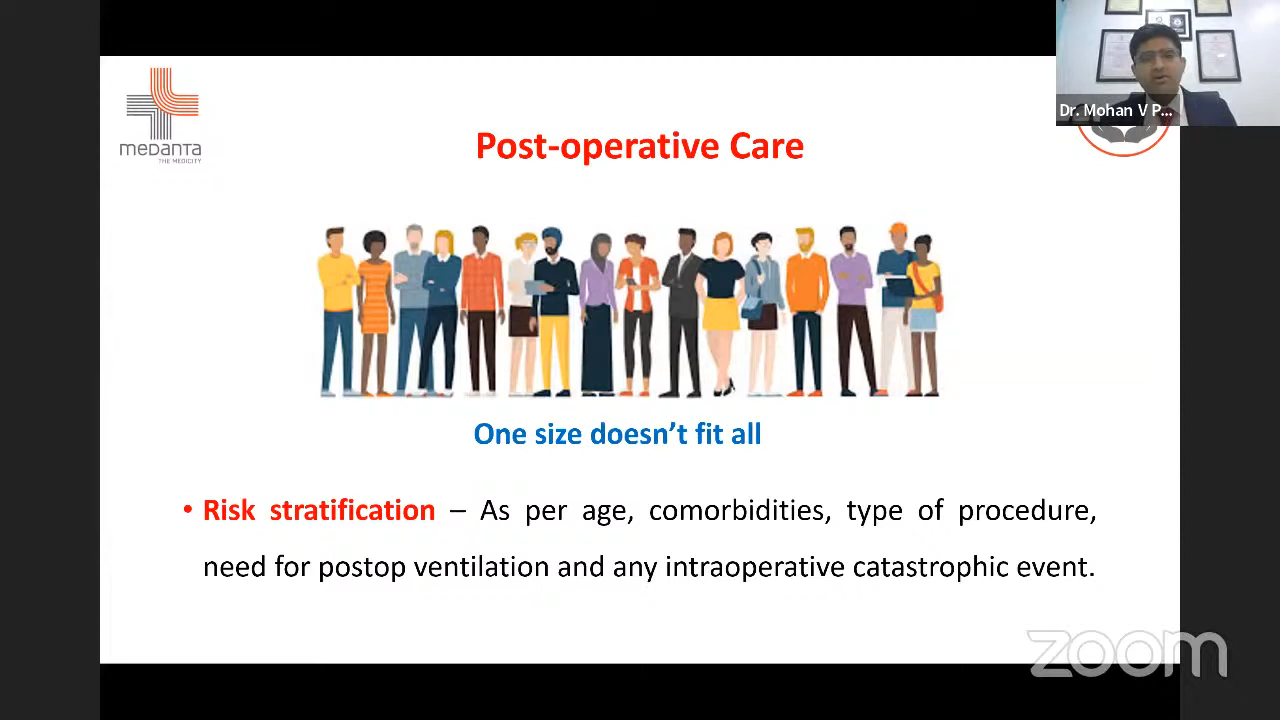 Dr. Mohan V P...
medanta
THE MEDICITY
Post-operative Care
One size doesn't fit all
• Risk stratification – As per age, comorbidities, type of procedure,
need for postop ventilation and any intraoperative catastrophic event.
zoom